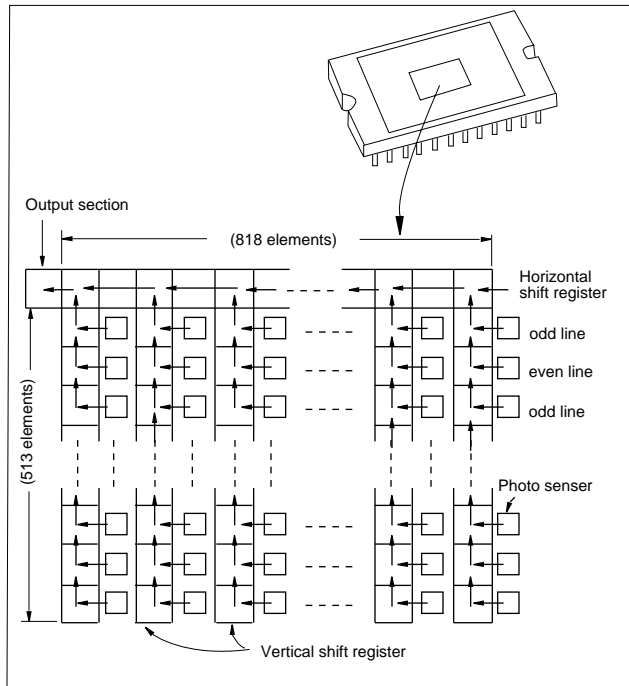 Output section
(818 elements)
Horizontal
shift register
odd line
even line
odd line
(513 elements)
Photo senser
Vertical shift register